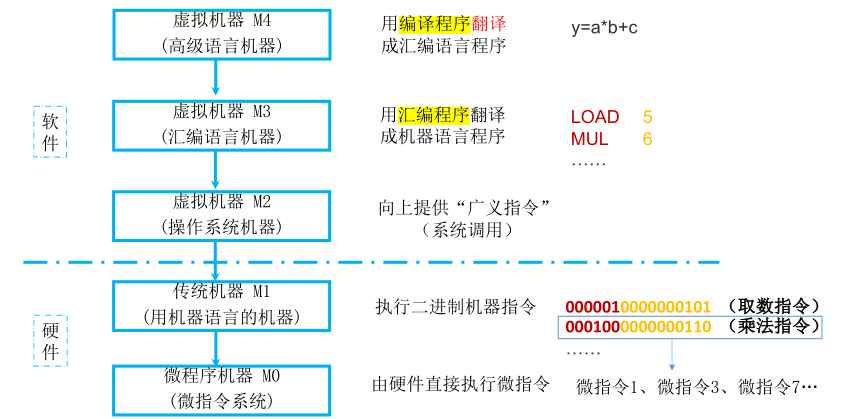 虚拟机器 M4
(高级语言机器)
用编译程序翻译
成汇编语言程序
y=a*b+c
软
件
虚拟机器 M3
(汇编语言机器)
用汇编程序翻译
成机器语言程序
LOAD 5
MUL 6
……
虚拟机器 M2
(操作系统机器)
向上提供“广义指令”
（系统调用）
传统机器 M1
(用机器语言的机器)
执行二进制机器指令
0000010000000101 （取数指令）
0001000000000110 （乘法指令）
……
硬
件
微程序机器 M0
(微指令系统)
由硬件直接执行微指令
微指令1、微指令3、微指令7…